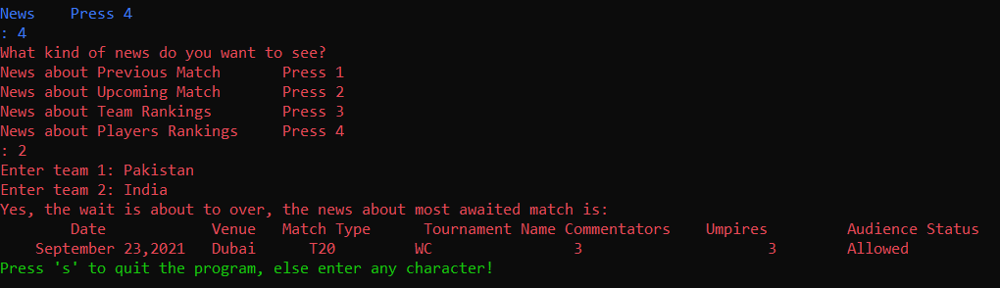 News    Press 4
: 4
What kind of news do you want to see?
News about Previous Match       Press 1
News about Upcoming Match       Press 2
News about Team Rankings        Press 3
News about Players Rankings     Press 4
: 2
Enter team 1: Pakistan
Enter team 2: India
Yes, the wait is about to over, the news about most awaited match is:
        Date            Venue   Match Type      Tournament Name Commentators    Umpires         Audience Status
    September 23,2021   Dubai      T20         WC                3                     3        Allowed
Press 's' to quit the program, else enter any character!